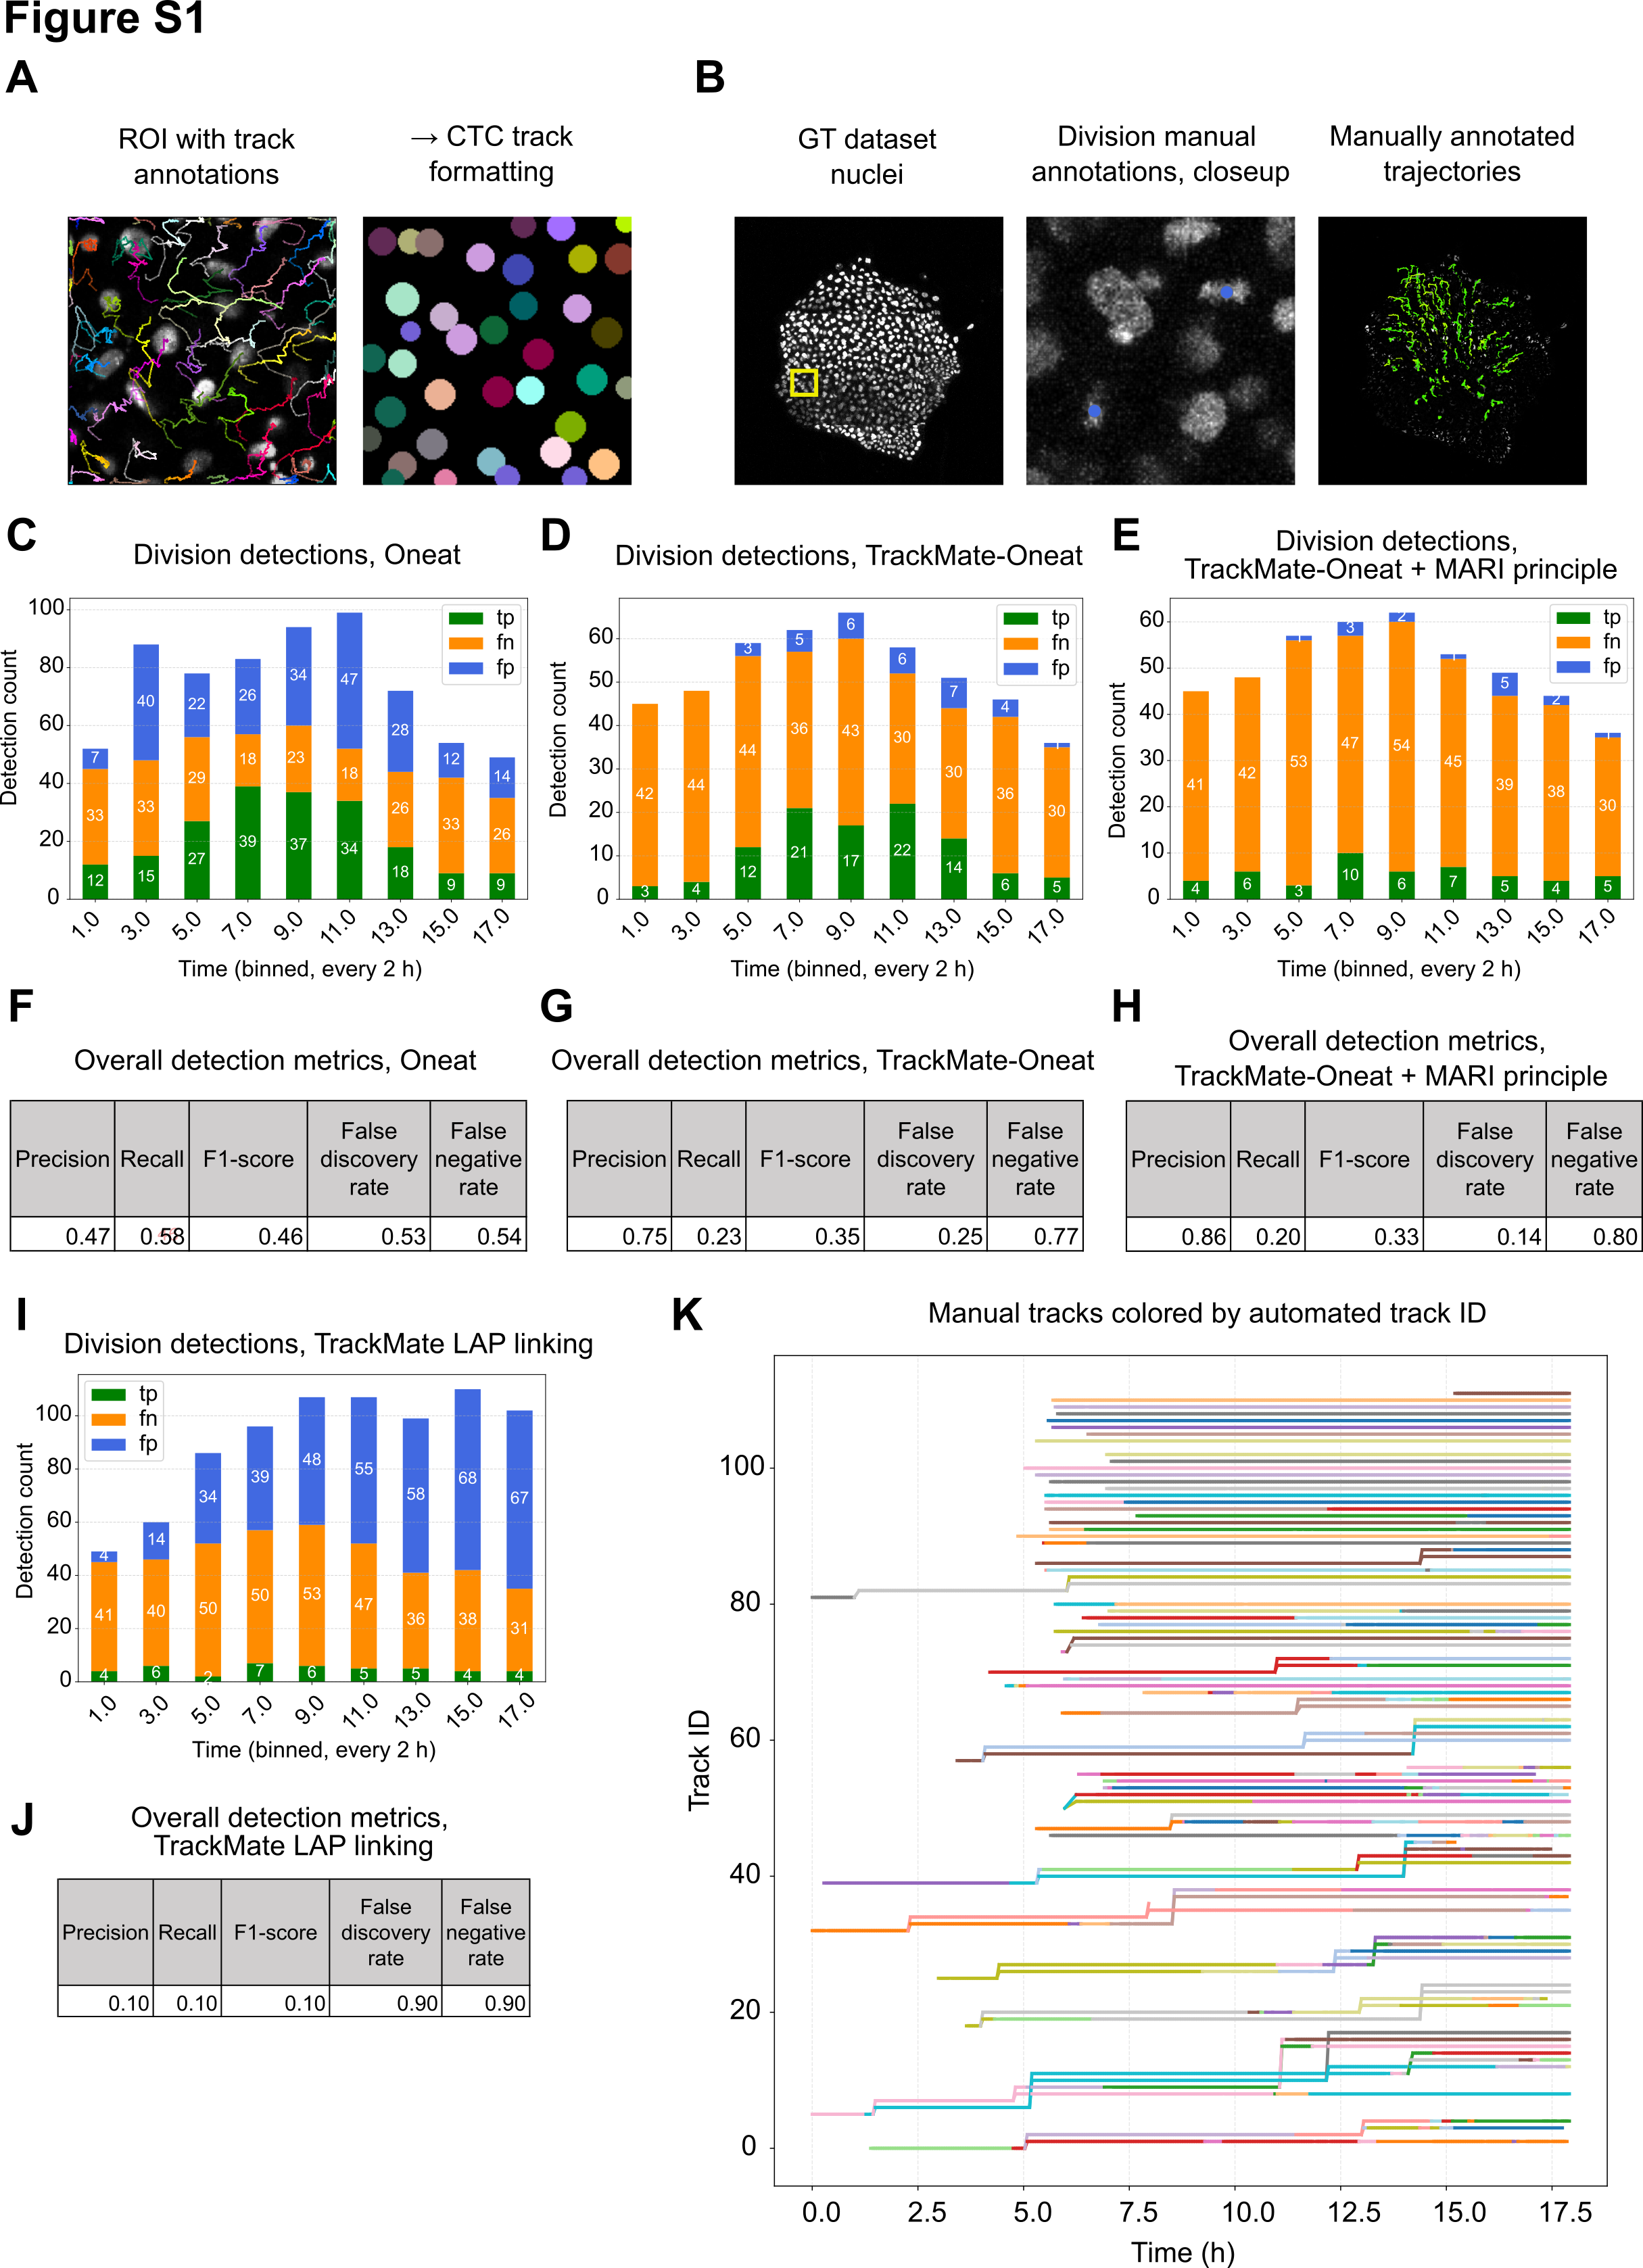 Figure S1
A
ROI with track
annotations
→ CTC track
formatting
B
GT dataset
nuclei
Division manual
annotations, closeup
Manually annotated
trajectories
C
Division detections, Oneat
Detection count
100
80
60
40
20
0
tp
fn
fp
7 40 22 26 34 47 28 12 14
33 33 29 18 23 18 26 33 26
12 15 27 39 37 34 18 9 9
1.0 3.0 5.0 7.0 9.0 11.0 13.0 15.0 17.0
Time (binned, every 2 h)
D
Division detections, TrackMate-Oneat
Detection count
60
50
40
30
20
10
0
tp
fn
fp
3 5 6 6 7 4 1
42 44 44 36 43 30 30 36 30
3 4 12 21 17 22 14 6 5
1.0 3.0 5.0 7.0 9.0 11.0 13.0 15.0 17.0
Time (binned, every 2 h)
E
Division detections,
TrackMate-Oneat + MARI principle
Detection count
60
50
40
30
20
10
0
tp
fn
fp
1 3 2 1 5 2 1
41 42 53 47 54 45 39 38 30
4 6 3 10 6 7 5 4 5
1.0 3.0 5.0 7.0 9.0 11.0 13.0 15.0 17.0
Time (binned, every 2 h)
F
Overall detection metrics, Oneat
Precision Recall F1-score False discovery rate False negative rate
0.47 0.58 0.46 0.53 0.54
G
Overall detection metrics, TrackMate-Oneat
Precision Recall F1-score False discovery rate False negative rate
0.75 0.23 0.35 0.25 0.77
H
Overall detection metrics,
TrackMate-Oneat + MARI principle
Precision Recall F1-score False discovery rate False negative rate
0.86 0.20 0.33 0.14 0.80
I
Division detections, TrackMate LAP linking
Detection count
100
80
60
40
20
0
tp
fn
fp
4 14 34 39 48 55 58 68 67
41 40 50 50 53 47 36 38 31
4 6 2 7 6 5 5 4 4
1.0 3.0 5.0 7.0 9.0 11.0 13.0 15.0 17.0
Time (binned, every 2 h)
J
Overall detection metrics,
TrackMate LAP linking
Precision Recall F1-score False discovery rate False negative rate
0.10 0.10 0.10 0.90 0.90
K
Manual tracks colored by automated track ID
Track ID
100
80
60
40
20
0
0.0 2.5 5.0 7.5 10.0 12.5 15.0 17.5
Time (h)